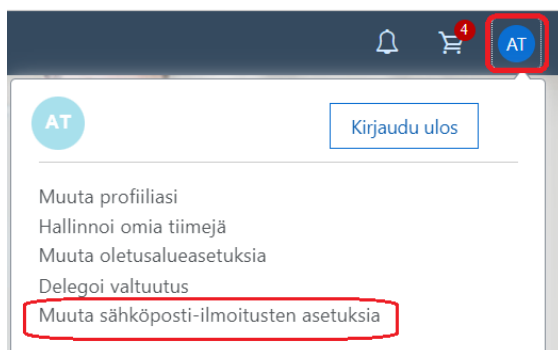 4
AT
AT
Kirjaudu ulos
Muuta profiiliasi
Hallinnoi omia tiimejä
Muuta oletusalueasetuksia
Delegoi valtuutus
Muuta sähköposti-ilmoitusten asetuksia